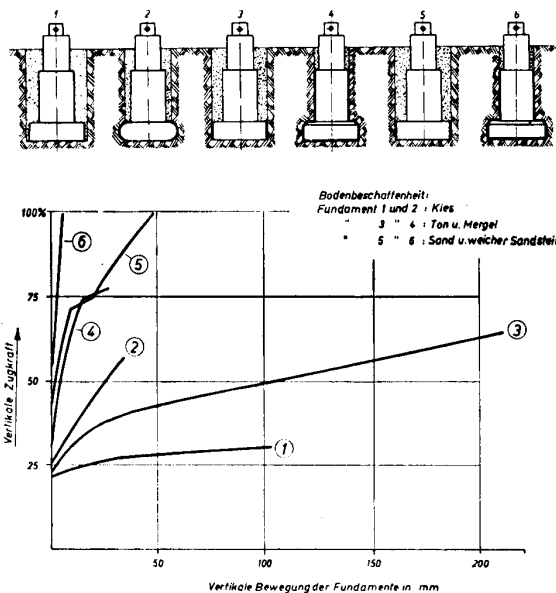 1 2 3 4 5 6
Bodenbeschaffenheit:
Fundament 1 und 2 : Kies
" 3 " 4 : Ton u. Mergel
" 5 " 6 : Sand u. weicher Sandstein
100%
75
50
25
Vertikale Zugkraft
6
5
4
2
3
1
50 100 150 200
Vertikale Bewegung der Fundamente in mm